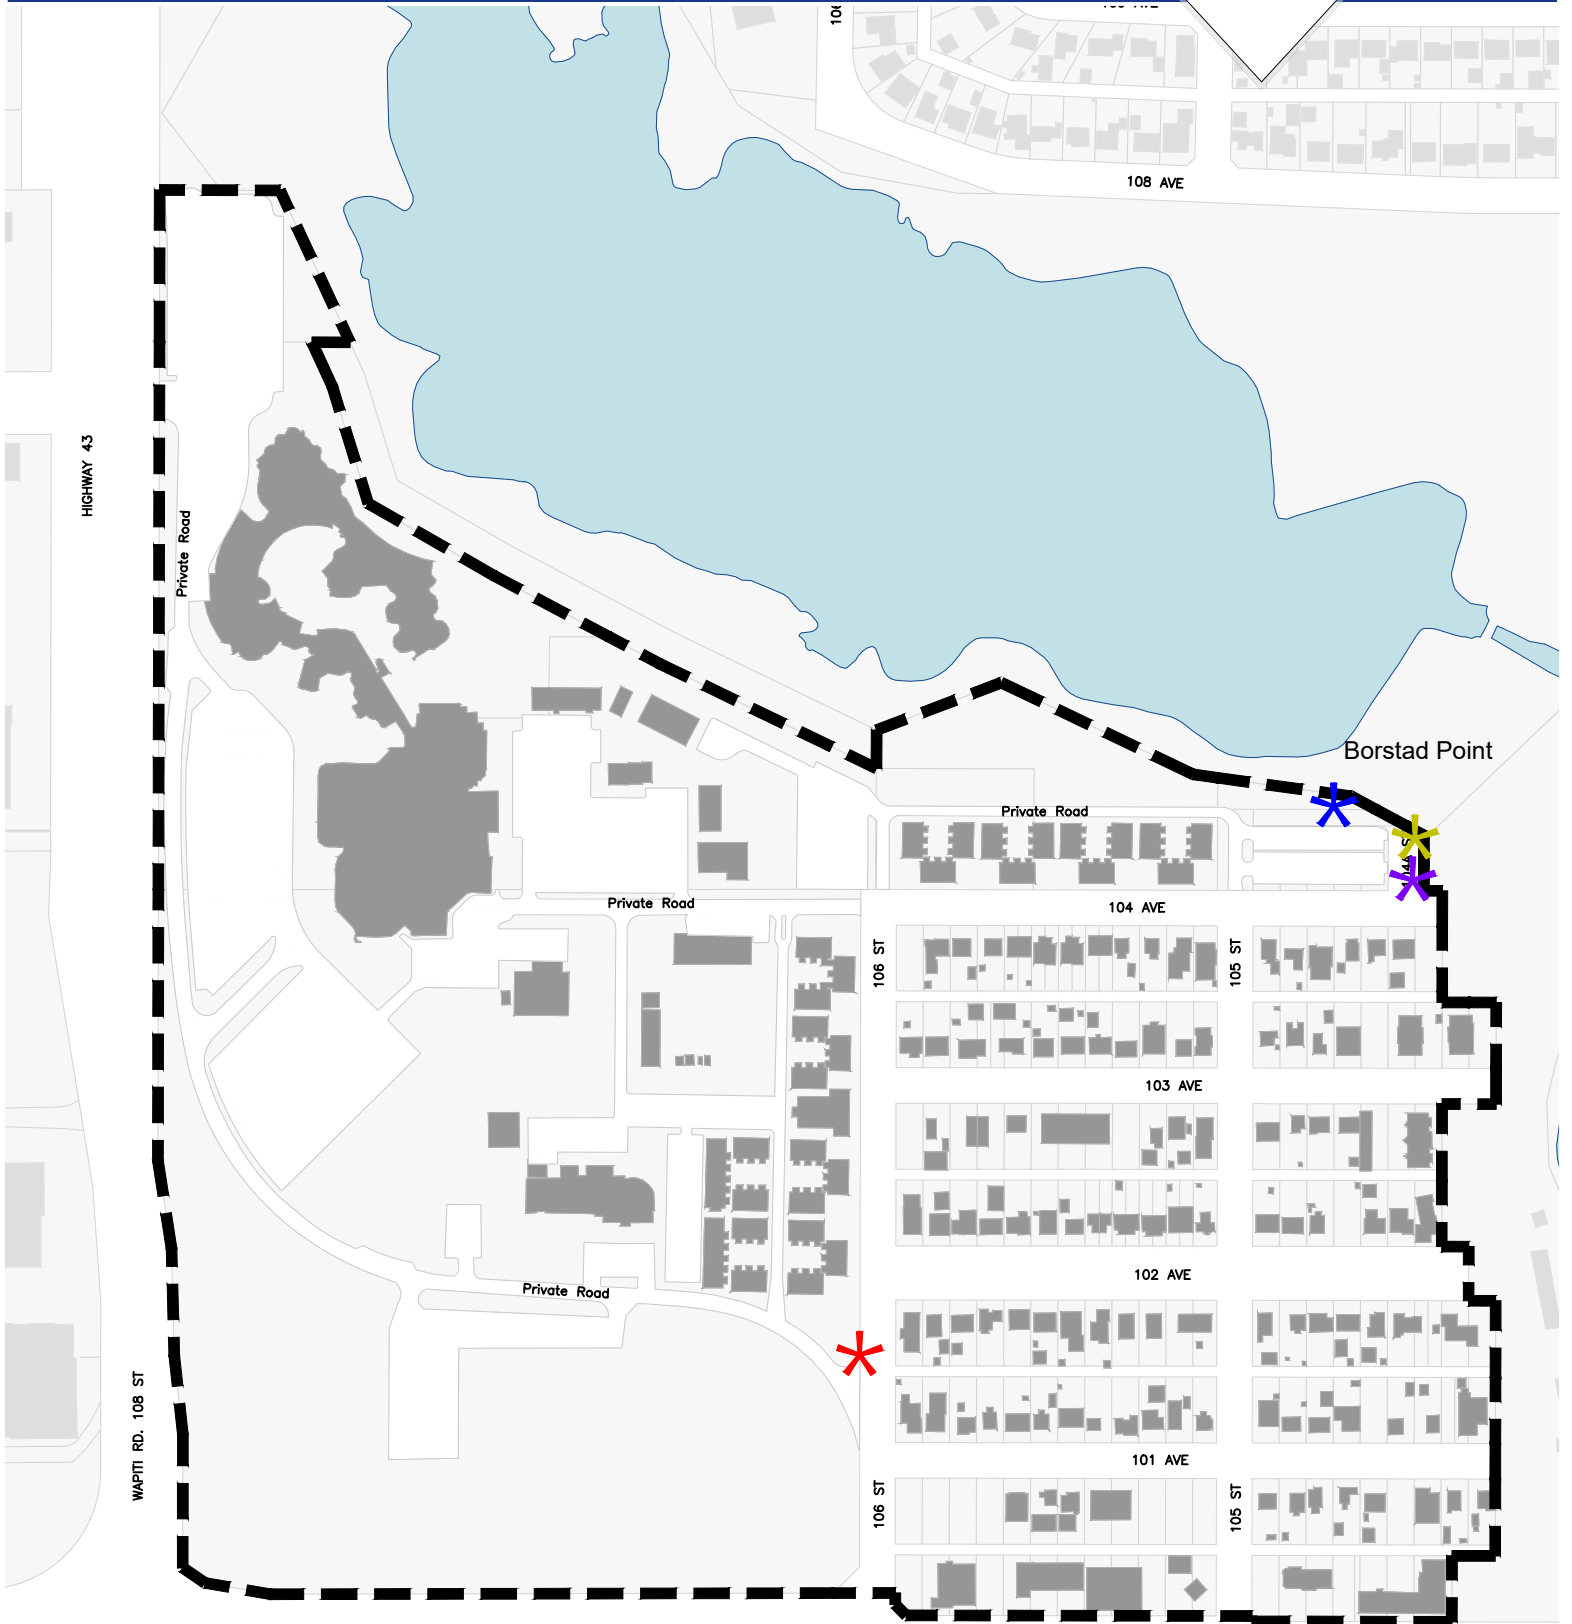 106
108 AVE
HIGHWAY 43
Private Road
Borstad Point
Private Road
Private Road
104 AVE
106 ST
105 ST
103 AVE
102 AVE
Private Road
WAPITI RD. 108 ST
101 AVE
106 ST
105 ST